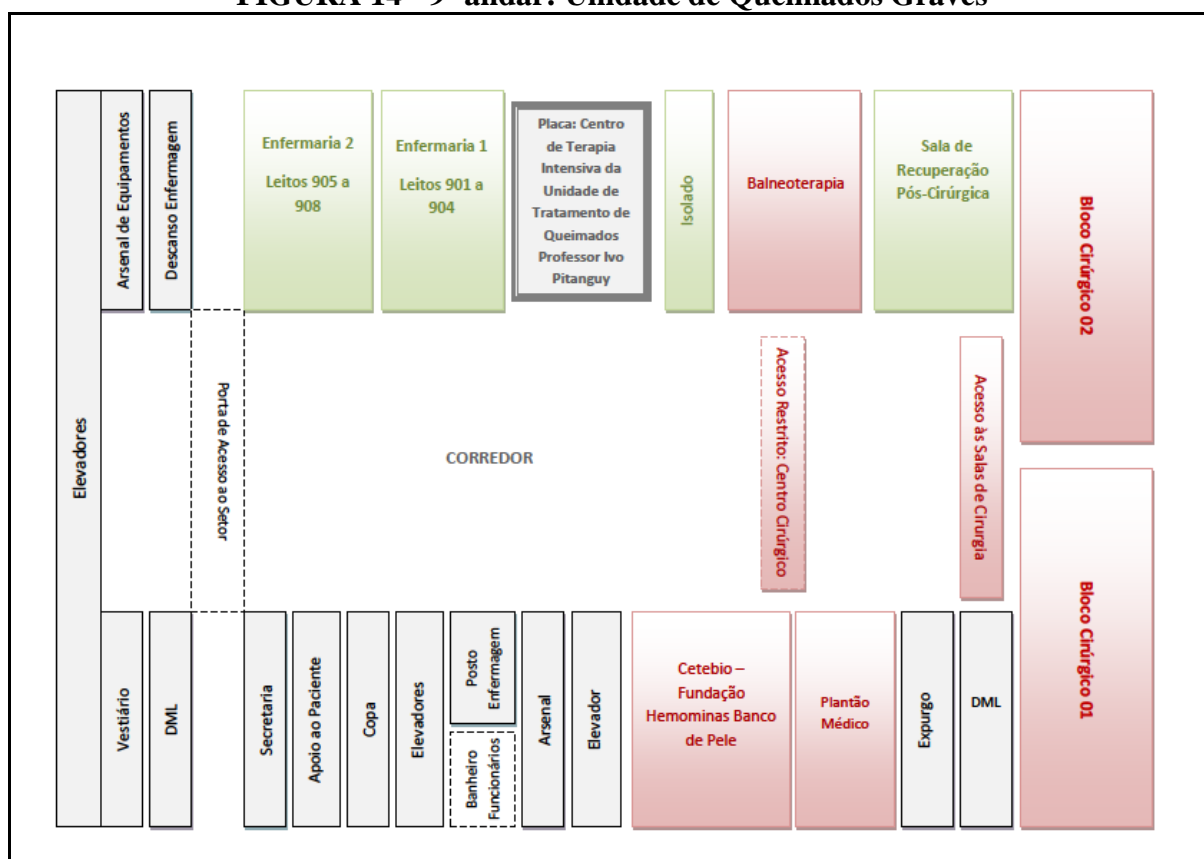 FIGURA 14 - 9º andar: Unidade de Queimados Graves
Elevadores
Arsenal de Equipamentos
Descanso Enfermagem
Enfermaria 2
Leitos 905 a
908
Enfermaria 1
Leitos 901 a
904
Placa: Centro
de Terapia
Intensiva da
Unidade de
Tratamento de
Queimados
Professor Ivo
Pitanguy
Isolado
Balneoterapia
Sala de
Recuperação
Pós-Cirúrgica
Bloco Cirúrgico 02
Porta de Acesso ao Setor
CORREDOR
Acesso Restrito: Centro Cirúrgico
Acesso às Salas de Cirurgia
Vestiário
DML
Secretaria
Apoio ao Paciente
Copa
Elevadores
Posto
Enfermagem
Banheiro
Funcionários
Arsenal
Elevador
Cetebio –
Fundação
Hemominas Banco
de Pele
Plantão
Médico
Expurgo
DML
Bloco Cirúrgico 01